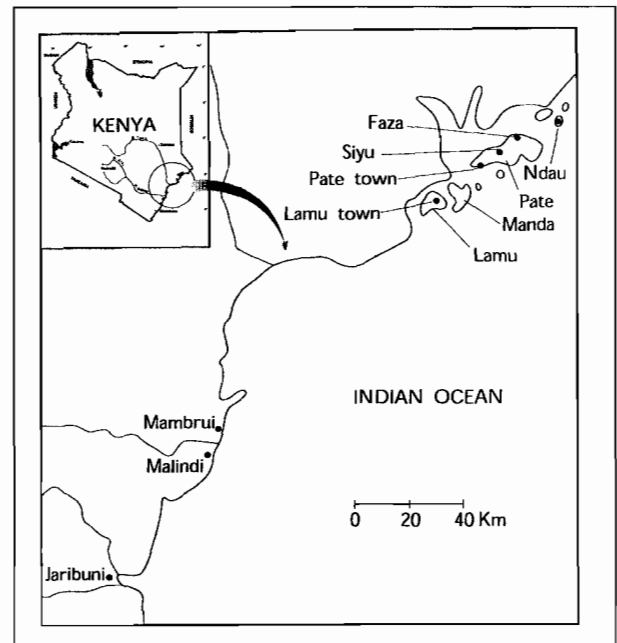 KENYA
Faza
Siyu
Pate town
Ndau
Pate
Lamu town
Manda
Lamu
INDIAN OCEAN
Mambrui
Malindi
0 20 40 Km
Jaribuni